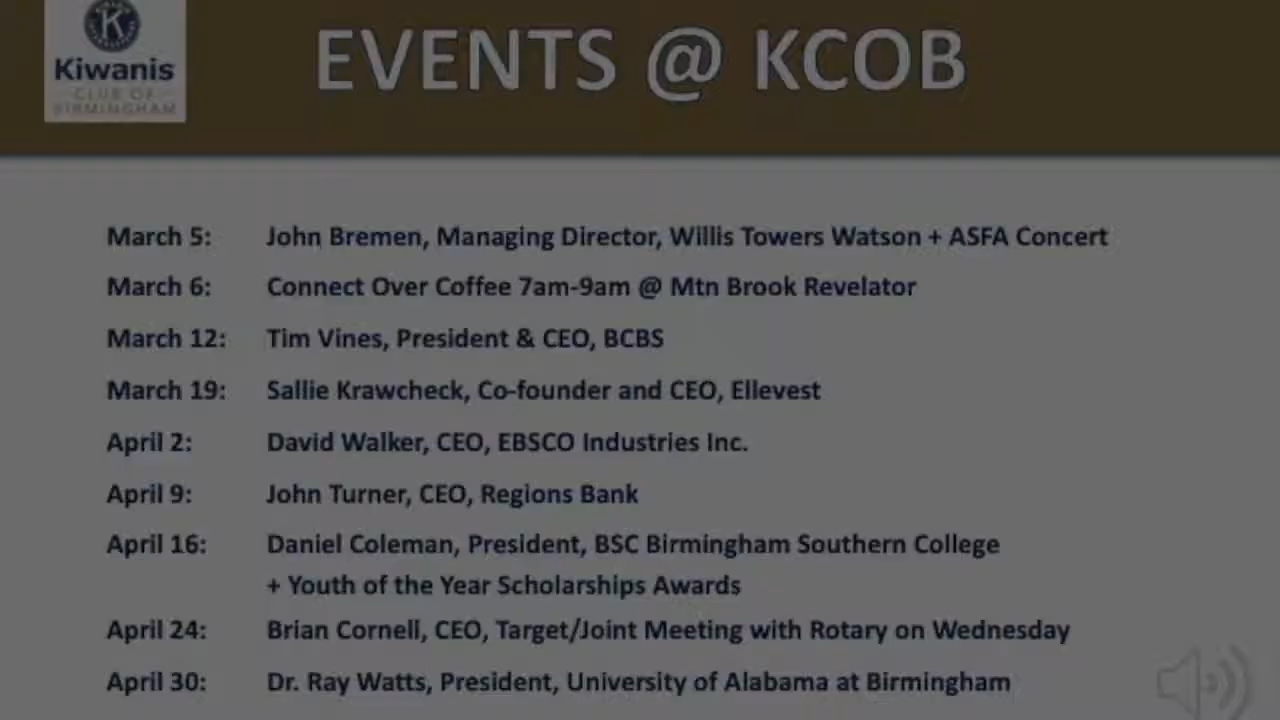 EVENTS @ KCOB
Kiwanis
CLUB OF
BIRMINGHAM
March 5: John Bremen, Managing Director, Willis Towers Watson + ASFA Concert
March 6: Connect Over Coffee 7am-9am @ Mtn Brook Revelator
March 12: Tim Vines, President & CEO, BCBS
March 19: Sallie Krawcheck, Co-founder and CEO, Ellevest
April 2: David Walker, CEO, EBSCO Industries Inc.
April 9: John Turner, CEO, Regions Bank
April 16: Daniel Coleman, President, BSC Birmingham Southern College
+ Youth of the Year Scholarships Awards
April 24: Brian Cornell, CEO, Target/Joint Meeting with Rotary on Wednesday
April 30: Dr. Ray Watts, President, University of Alabama at Birmingham